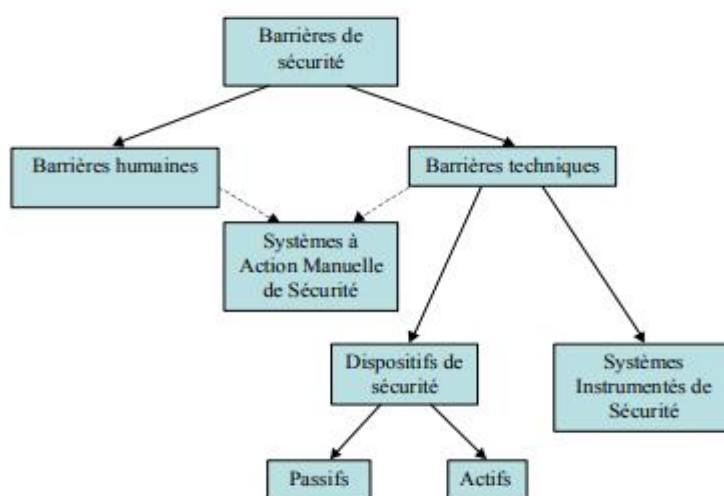 Barrières de
sécurité
Barrières humaines
Barrières techniques
Systèmes à
Action Manuelle
de Sécurité
Dispositifs de
sécurité
Systèmes
Instrumentés de
Sécurité
Passifs
Actifs